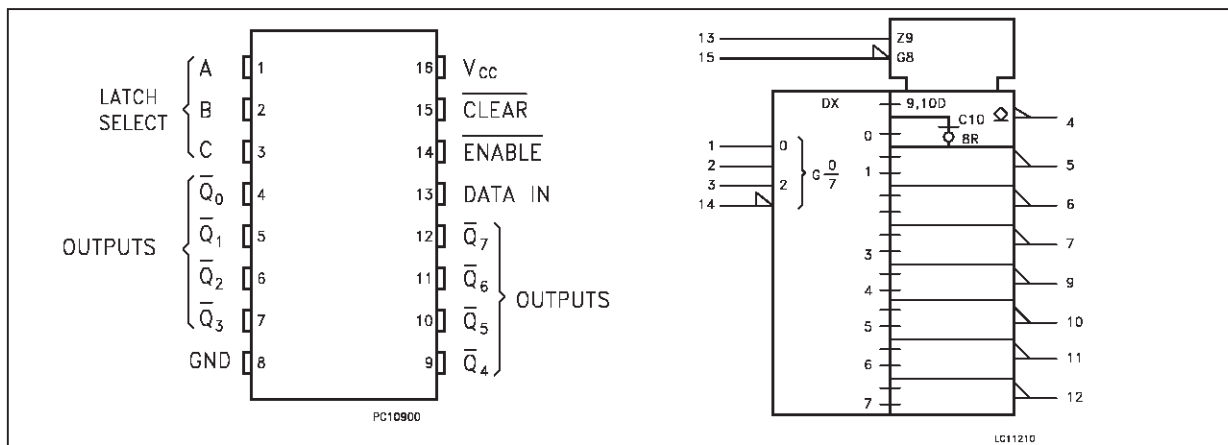 LATCH SELECT
A 1
B 2
C 3
OUTPUTS
Q̅0 4
Q̅1 5
Q̅2 6
Q̅3 7
GND 8
16 VCC
15 C̅L̅E̅A̅R̅
14 E̅N̅A̅B̅L̅E̅
13 DATA IN
12 Q̅7
11 Q̅6
10 Q̅5
9 Q̅4
OUTPUTS
PC10900
13 Z9
15 G8
DX
9,10D
C10
8R
1 0
2
3 2
14
G 0/7
0
1
3
4
5
6
7
4
5
6
7
9
10
11
12
LC11210